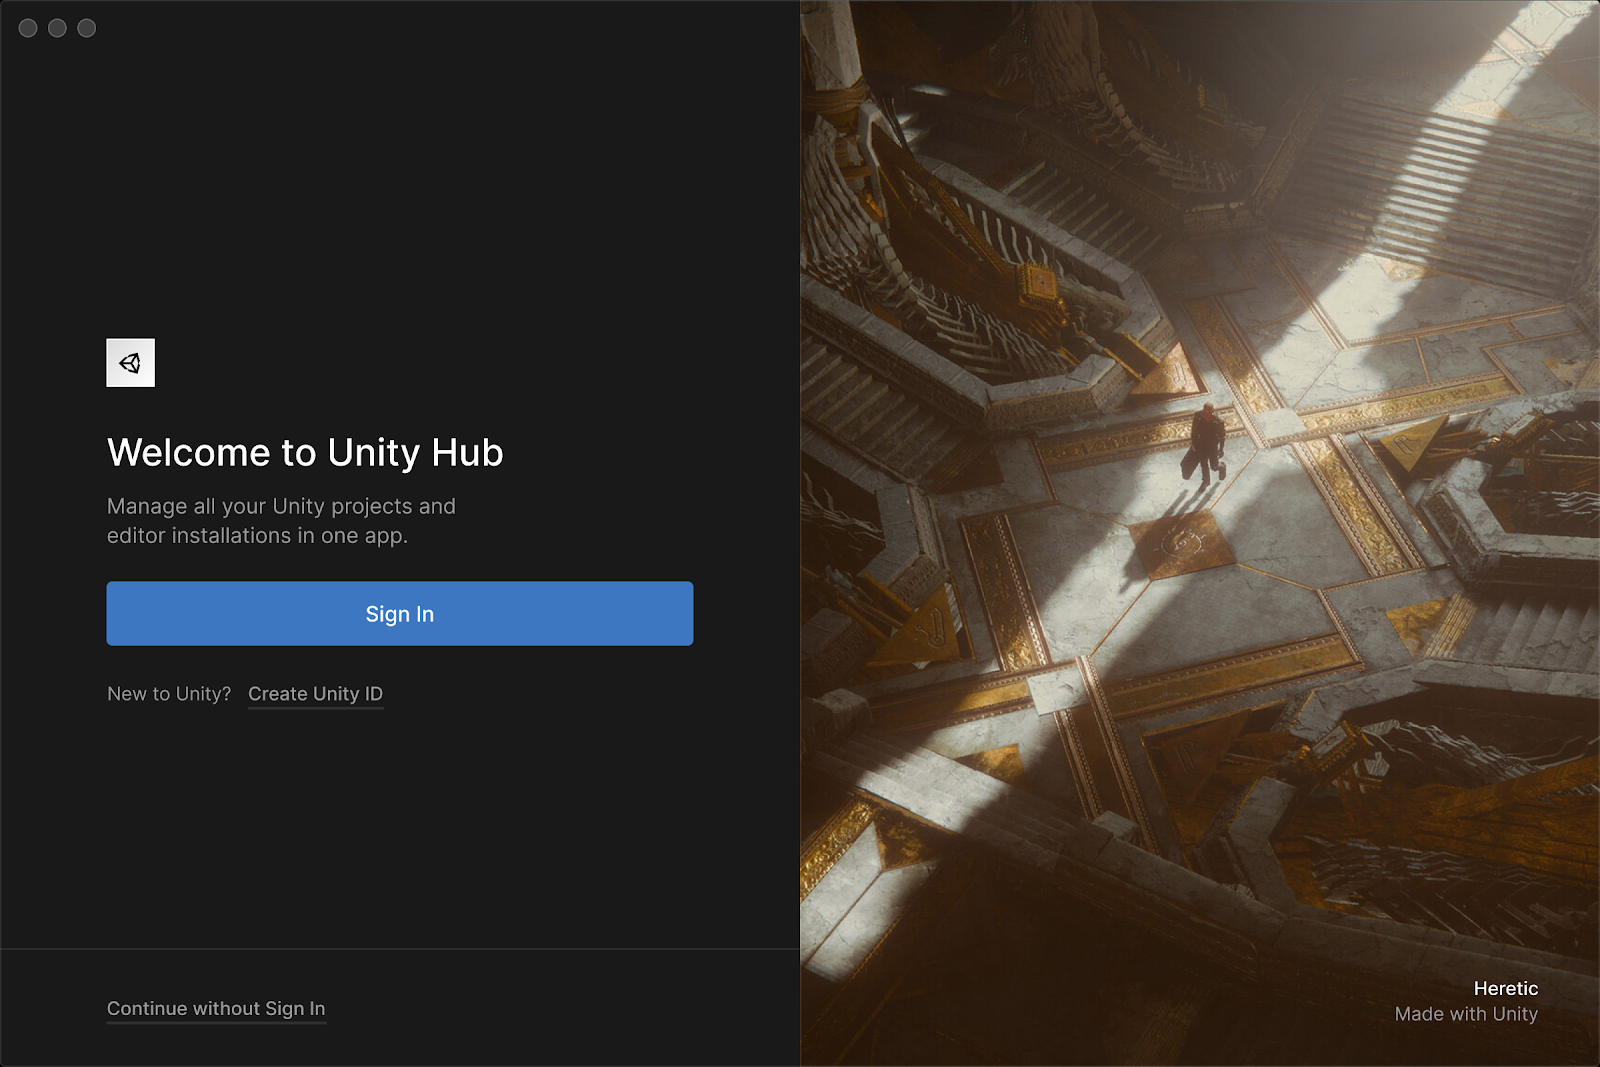 Welcome to Unity Hub
Manage all your Unity projects and
editor installations in one app.
Sign In
New to Unity? Create Unity ID
Continue without Sign In
Heretic
Made with Unity